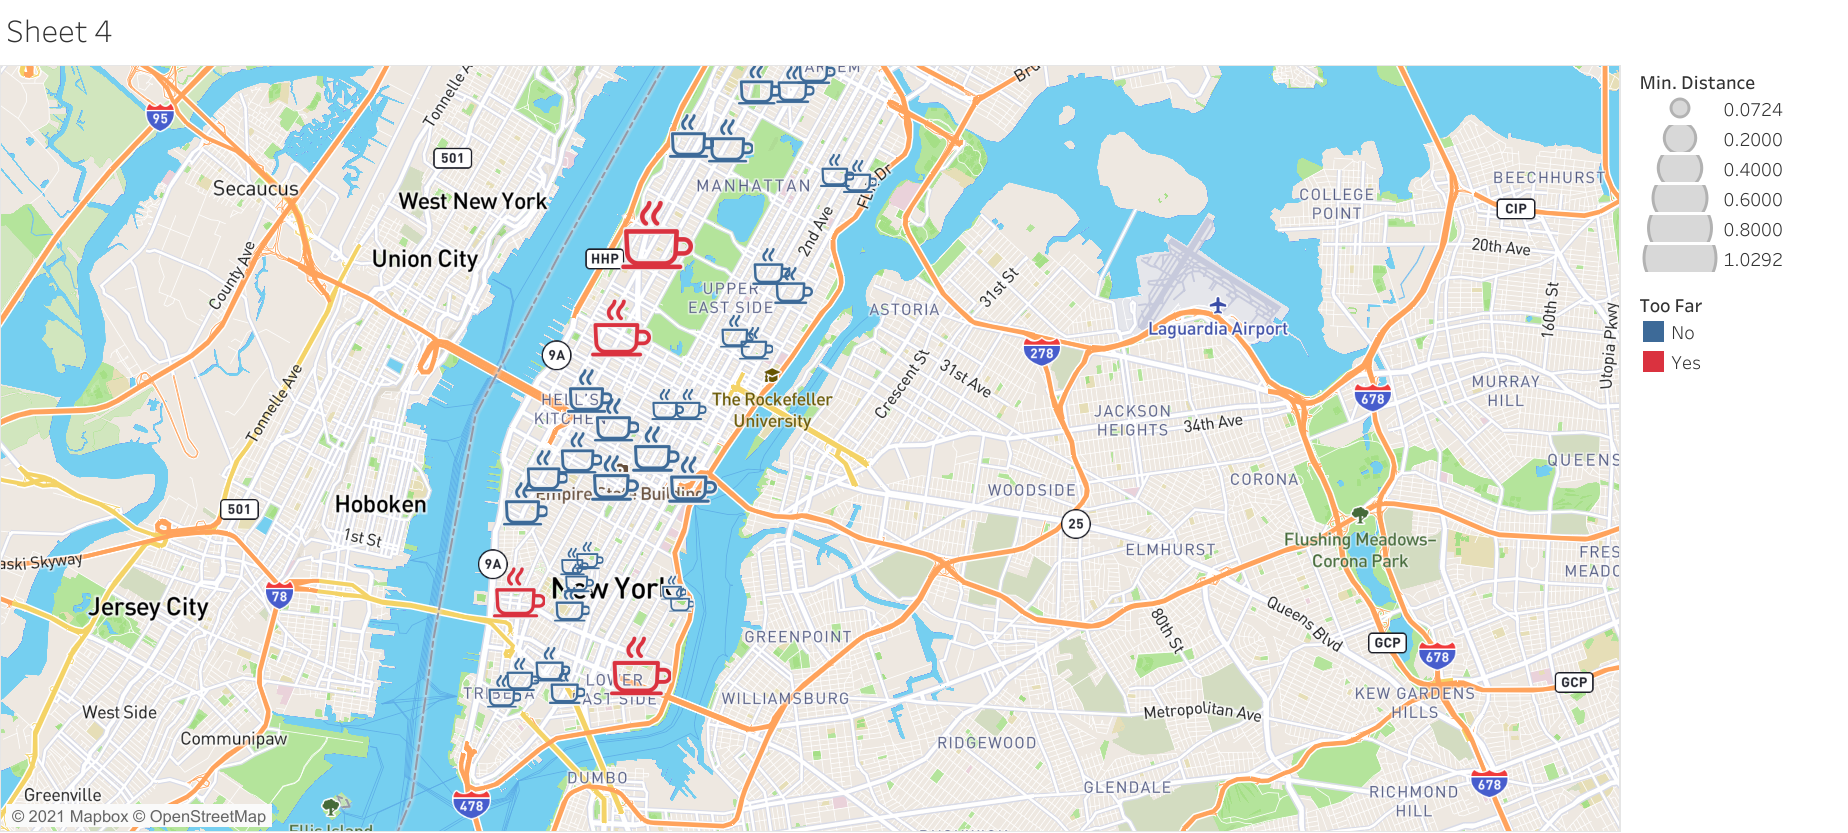 Sheet 4
95
Tonnelle A
501
Secaucus
West New York
MANHATTAN
FDR Dr
2nd Ave
COLLEGE
POINT
BEECHHURST
CIP
20th Ave
County Ave
Union City
HHP
UPPER
EAST SIDE
ASTORIA
31st St
Laguardia Airport
160th St
Utopia Pkwy
9A
278
Crescent St
31st Ave
Tonnelle Ave
HELL'S
KITCHE
The Rockefeller
University
JACKSON
HEIGHTS
34th Ave
678
MURRAY
HILL
QUEENS
CORONA
Empire State Building
WOODSIDE
Hoboken
501
1st St
25
Flushing Meadows–
Corona Park
ELMHURST
FRES
MEADO
aski Skyway
9A
New York
78
Jersey City
80th St
Queens Blvd
GCP
678
GREENPOINT
GCP
TRIBECA
LOWER
EAST SIDE
WILLIAMSBURG
KEW GARDENS
HILLS
West Side
Metropolitan Ave
Communipaw
RIDGEWOOD
DUMBO
GLENDALE
RICHMOND
HILL
678
Greenville
478
© 2021 Mapbox © OpenStreetMap
Ellis Island
Min. Distance
0.0724
0.2000
0.4000
0.6000
0.8000
1.0292
Too Far
No
Yes